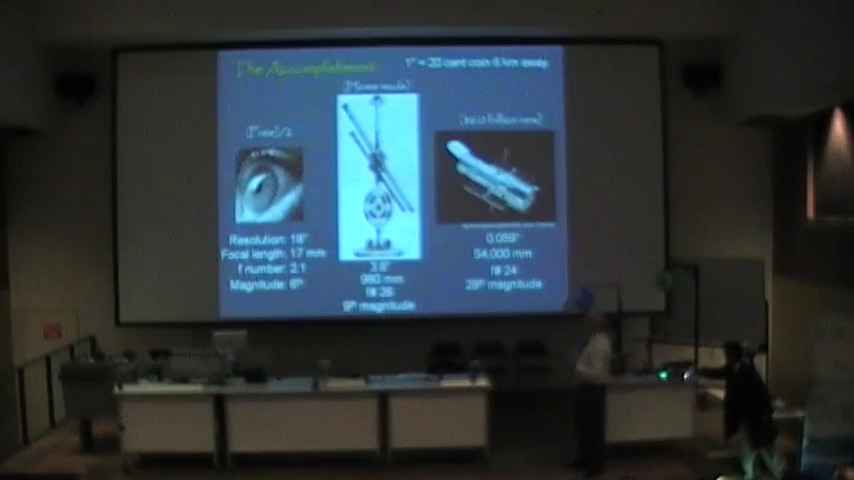 The Accomplishment
1" = 20 cent coin 6 km away
Resolution: 18"
Focal length: 17 mm
f number: 2.1
Magnitude: 6th
3.6"
980 mm
f# 26
9th magnitude
0.059"
54,000 mm
f# 24
29th magnitude